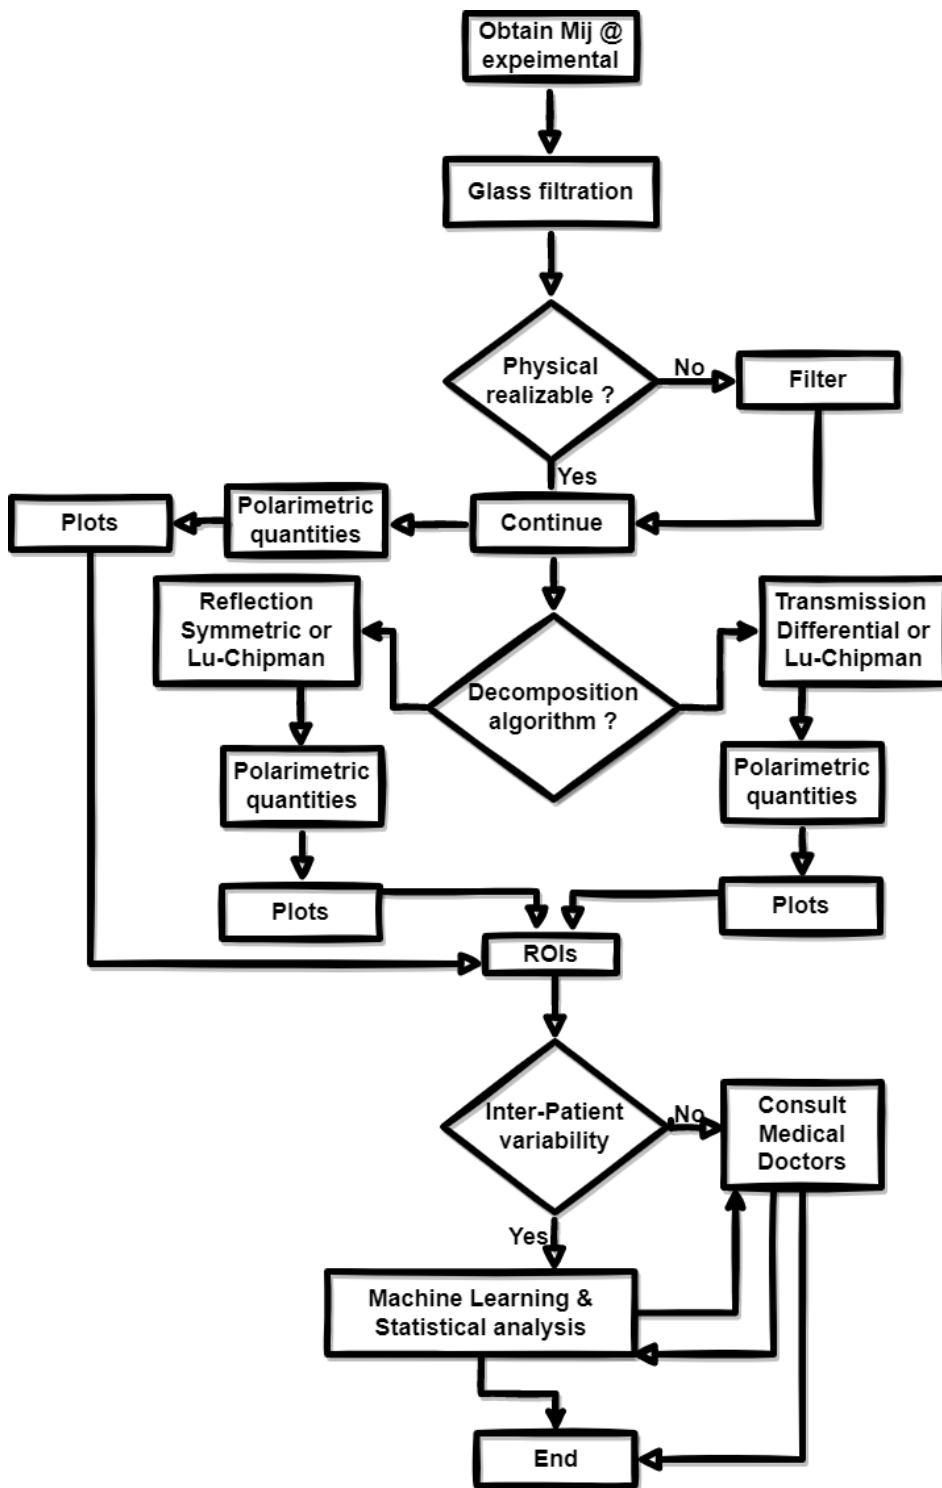 Obtain Mij @
expeimental
Glass filtration
Physical
realizable ?
No
Filter
Yes
Continue
Polarimetric
quantities
Plots
Decomposition
algorithm ?
Reflection
Symmetric or
Lu-Chipman
Polarimetric
quantities
Plots
Transmission
Differential or
Lu-Chipman
Polarimetric
quantities
Plots
ROIs
Inter-Patient
variability
No
Consult
Medical
Doctors
Yes
Machine Learning &
Statistical analysis
End